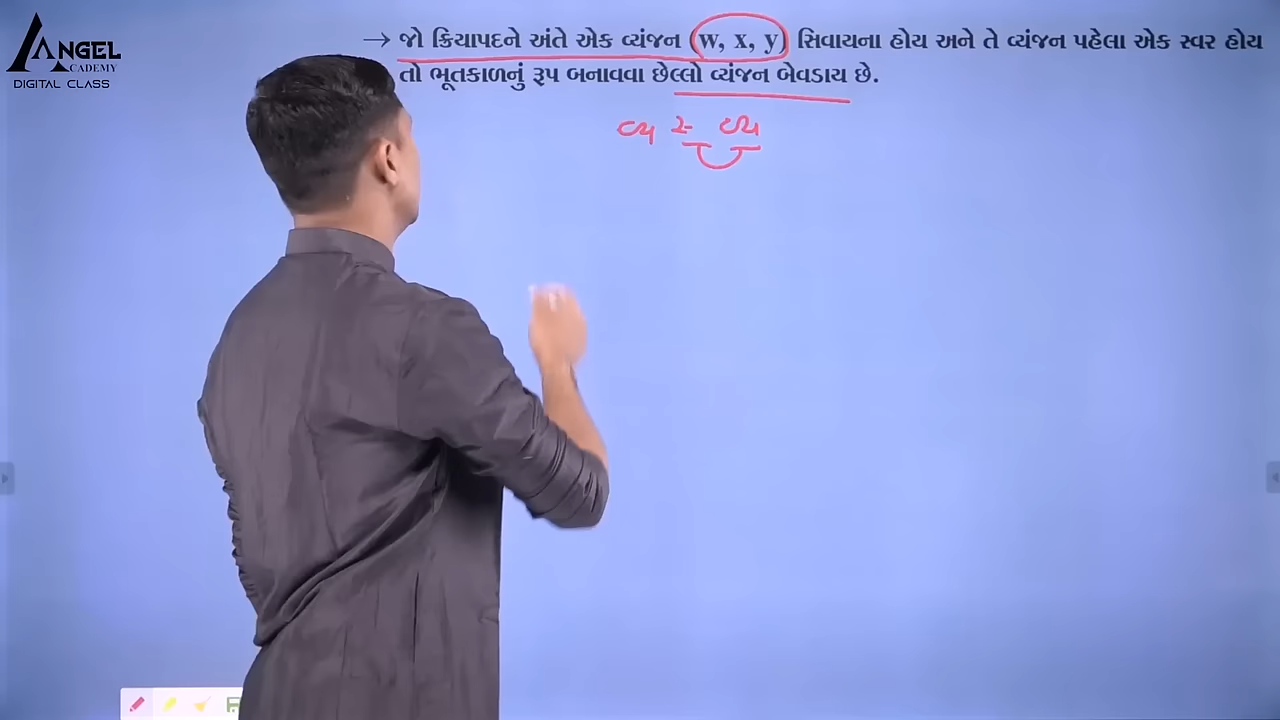 ANGEL
ACADEMY
DIGITAL CLASS
→ જો ક્રિયાપદને અંતે એક વ્યંજન (w, x, y) સિવાયના હોય અને તે વ્યંજન પહેલા એક સ્વર હોય
તો ભૂતકાળનું રૂપ બનાવવા છેલ્લો વ્યંજન બેવડાય છે.
વ્ય સ્ વ્ય